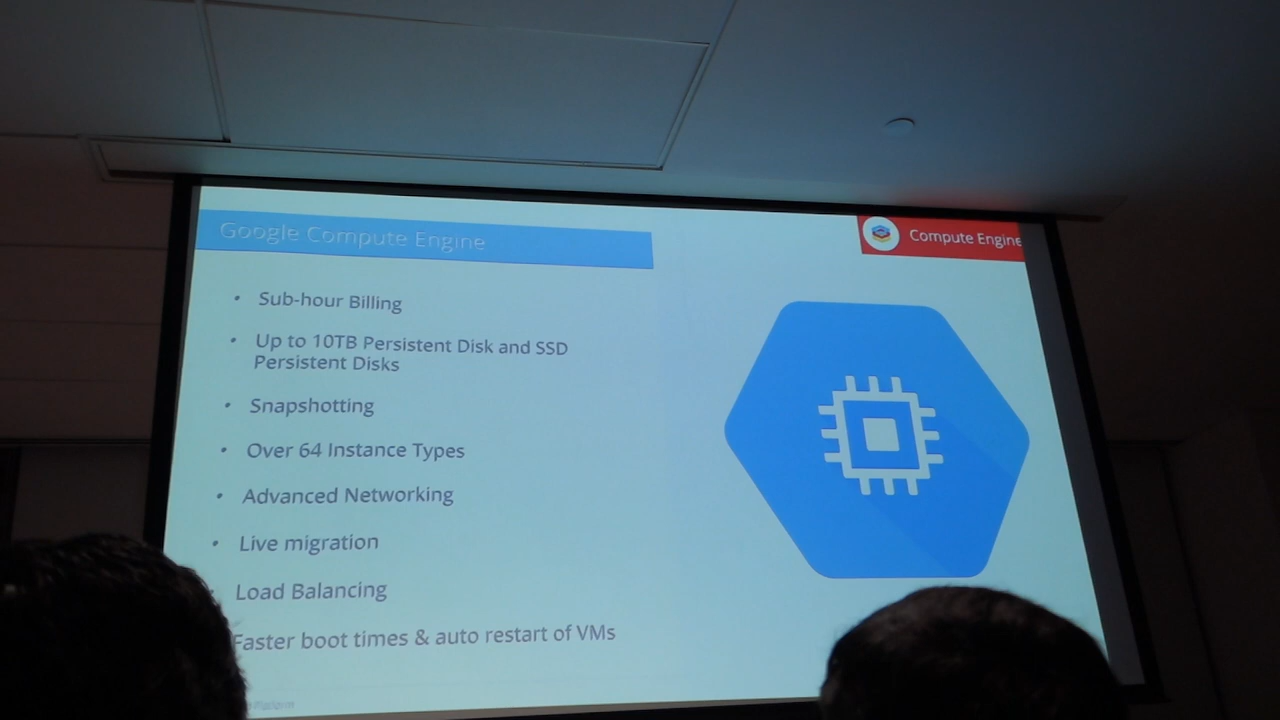 Google Compute Engine
Compute Engine
• Sub-hour Billing
• Up to 10TB Persistent Disk and SSD
Persistent Disks
• Snapshotting
• Over 64 Instance Types
• Advanced Networking
• Live migration
Load Balancing
Faster boot times & auto restart of VMs
Platform